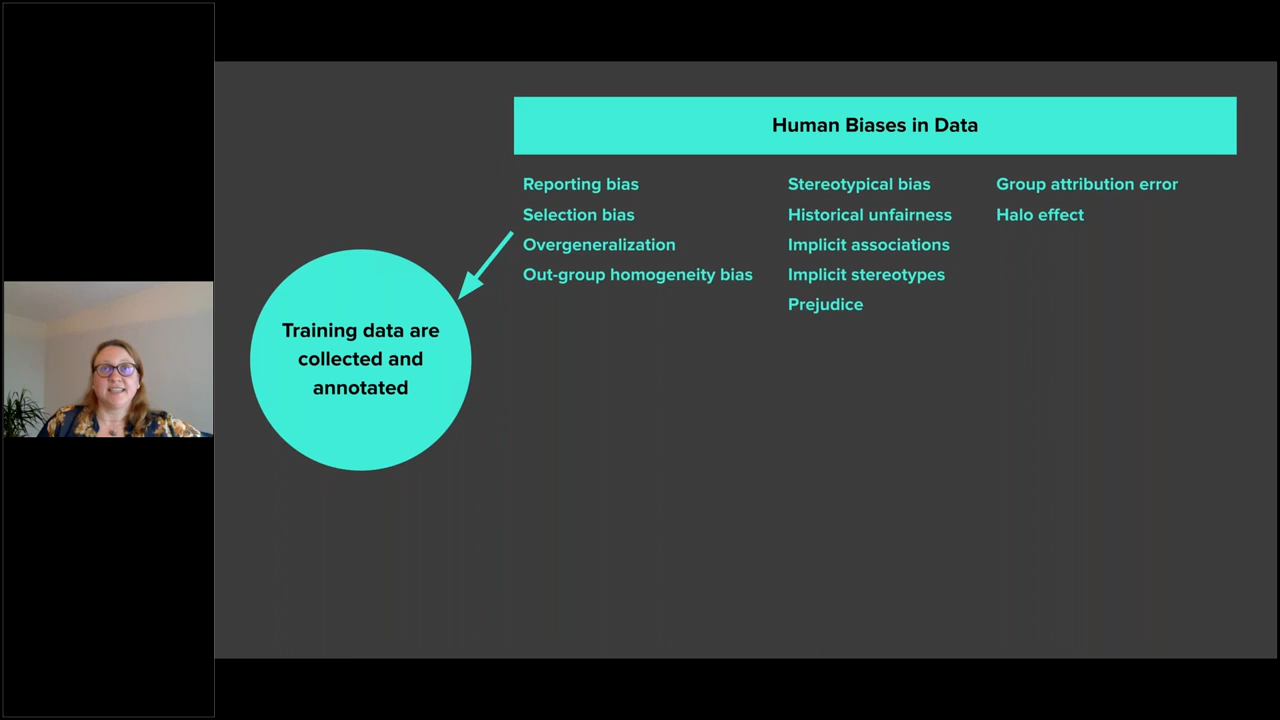 Human Biases in Data
Reporting bias
Selection bias
Overgeneralization
Out-group homogeneity bias
Stereotypical bias
Historical unfairness
Implicit associations
Implicit stereotypes
Prejudice
Group attribution error
Halo effect
Training data are
collected and
annotated